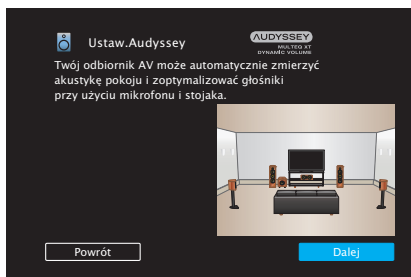 Ustaw.Audyssey
AUDYSSEY
MULTEQ XT
DYNAMIC VOLUME
Twój odbiornik AV może automatycznie zmierzyć
akustykę pokoju i zoptymalizować głośniki
przy użyciu mikrofonu i stojaka.
Powrót
Dalej